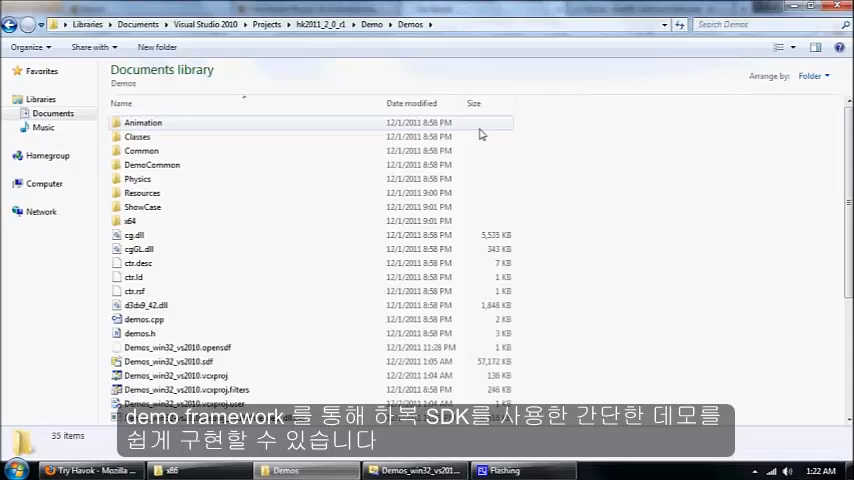 Libraries ▸ Documents ▸ Visual Studio 2010 ▸ Projects ▸ hk2011_2_0_r1 ▸ Demo ▸ Demos ▸
Search Demos
Organize ▾ Share with ▾ New folder
Favorites
Libraries
Documents
Music
Homegroup
Computer
Network
Documents library
Demos
Arrange by: Folder ▾
Name Date modified Size
Animation 12/1/2011 8:58 PM
Classes 12/1/2011 8:58 PM
Common 12/1/2011 8:58 PM
DemoCommon 12/1/2011 8:58 PM
Physics 12/1/2011 8:58 PM
Resources 12/1/2011 9:00 PM
ShowCase 12/1/2011 9:01 PM
x64 12/1/2011 9:01 PM
cg.dll 12/1/2011 8:58 PM 5,535 KB
cgGL.dll 12/1/2011 8:58 PM 343 KB
ctr.desc 12/1/2011 8:58 PM 7 KB
ctr.ld 12/1/2011 8:58 PM 1 KB
ctr.rsf 12/1/2011 8:58 PM 1 KB
d3dx9_42.dll 12/1/2011 8:58 PM 1,848 KB
demos.cpp 12/1/2011 8:58 PM 2 KB
demos.h 12/1/2011 8:58 PM 3 KB
Demos_win32_vs2010.opensdf 12/1/2011 11:28 PM 1 KB
Demos_win32_vs2010.sdf 12/2/2011 1:05 AM 57,172 KB
Demos_win32_vs2010.vcxproj 12/2/2011 1:04 AM 136 KB
Demos_win32_vs2010.vcxproj.filters 12/1/2011 8:58 PM 246 KB
Demos_win32_vs2010.vcxproj.user 12/2/2011 1:04 AM
demo framework 를 통해 하복 SDK를 사용한 간단한 데모를
쉽게 구현할 수 있습니다
35 items
Try Havok - Mozilla ... x86 Demos Demos_win32_vs201... Flashing 1:22 AM